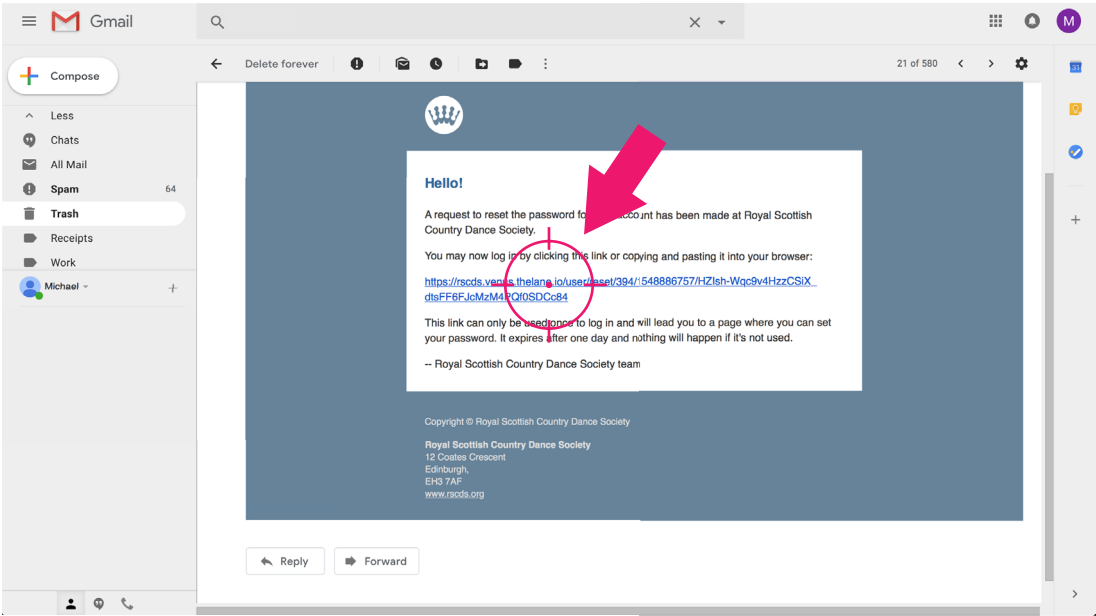 Gmail
M
Compose
Delete forever
21 of 580
31
Less
Chats
All Mail
Spam 64
Trash
Receipts
Work
Michael
Hello!
A request to reset the password account has been made at Royal Scottish
Country Dance Society.
You may now log in by clicking this link or copying and pasting it into your browser:
https://rscds.venus.thelane.io/user/reset/394/1548886757/HZIsh-Wqc9v4HzzCSiX_
dtsFF6FJcMzM4PQf0SDCc84
This link can only be used once to log in and will lead you to a page where you can set
your password. It expires after one day and nothing will happen if it's not used.
-- Royal Scottish Country Dance Society team
Copyright © Royal Scottish Country Dance Society
Royal Scottish Country Dance Society
12 Coates Crescent
Edinburgh,
EH3 7AF
www.rscds.org
Reply
Forward